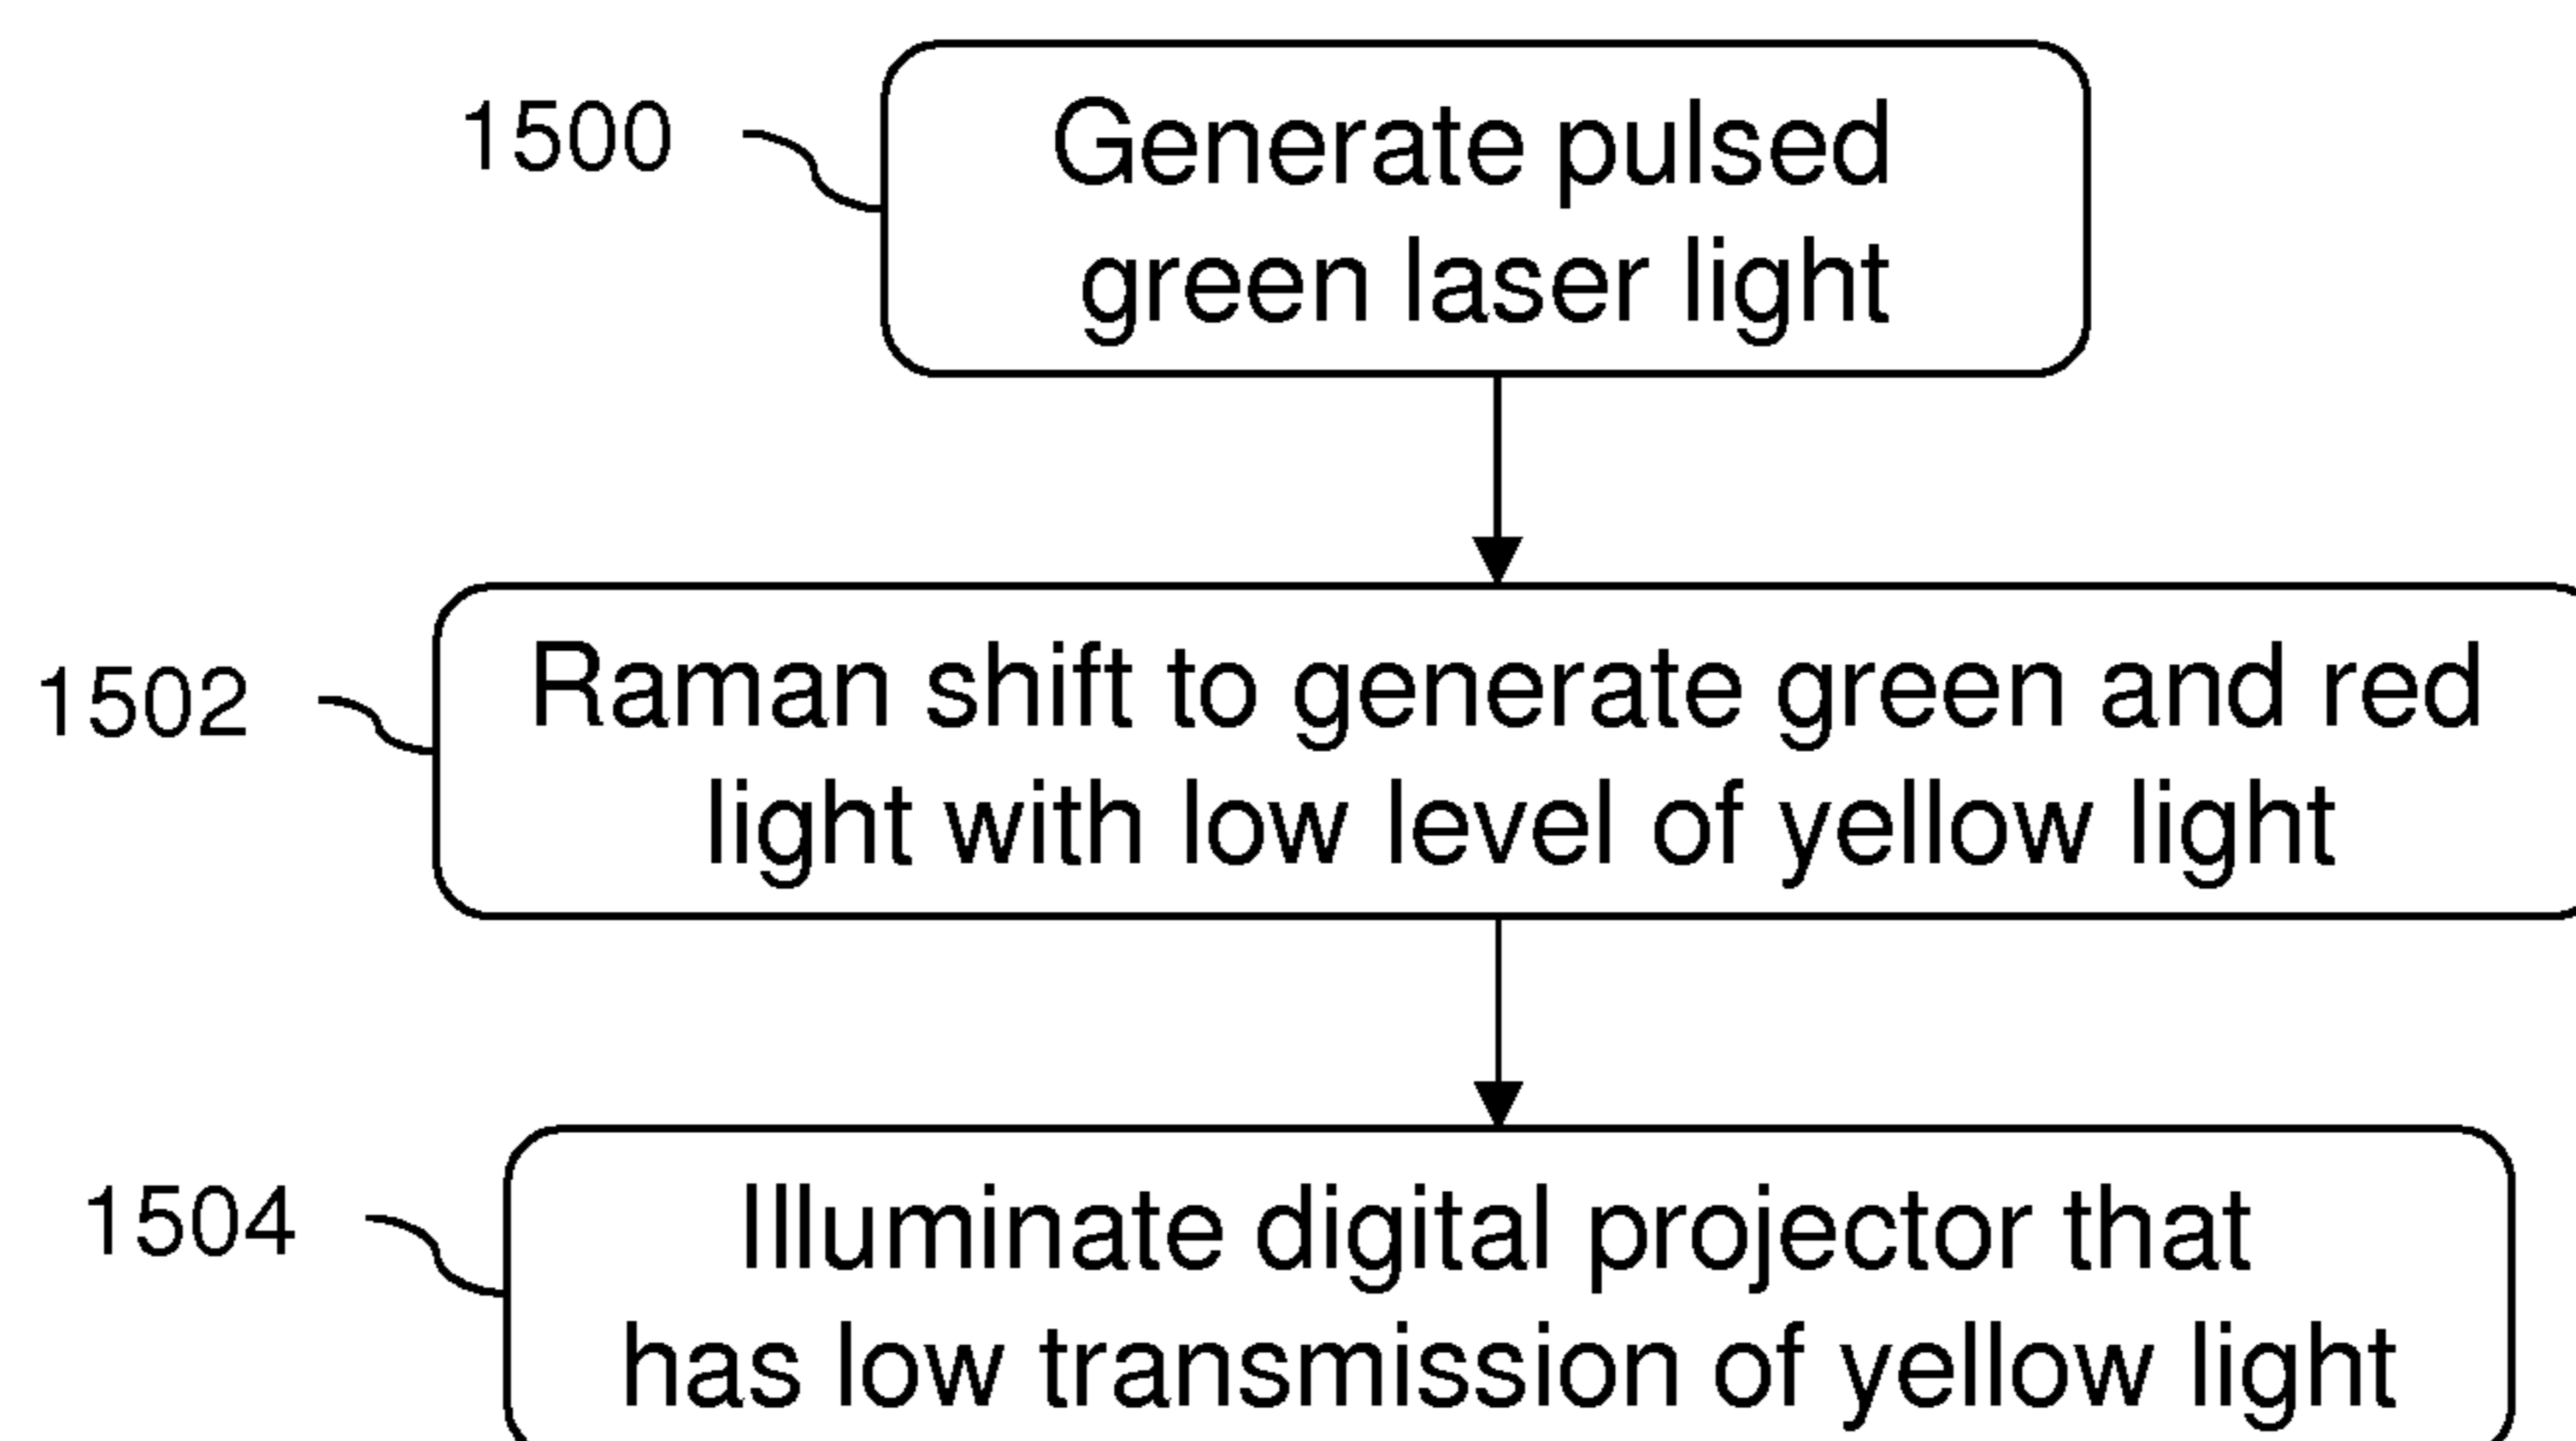 1500
Generate pulsed
green laser light
1502
Raman shift to generate green and red
light with low level of yellow light
1504
Illuminate digital projector that
has low transmission of yellow light